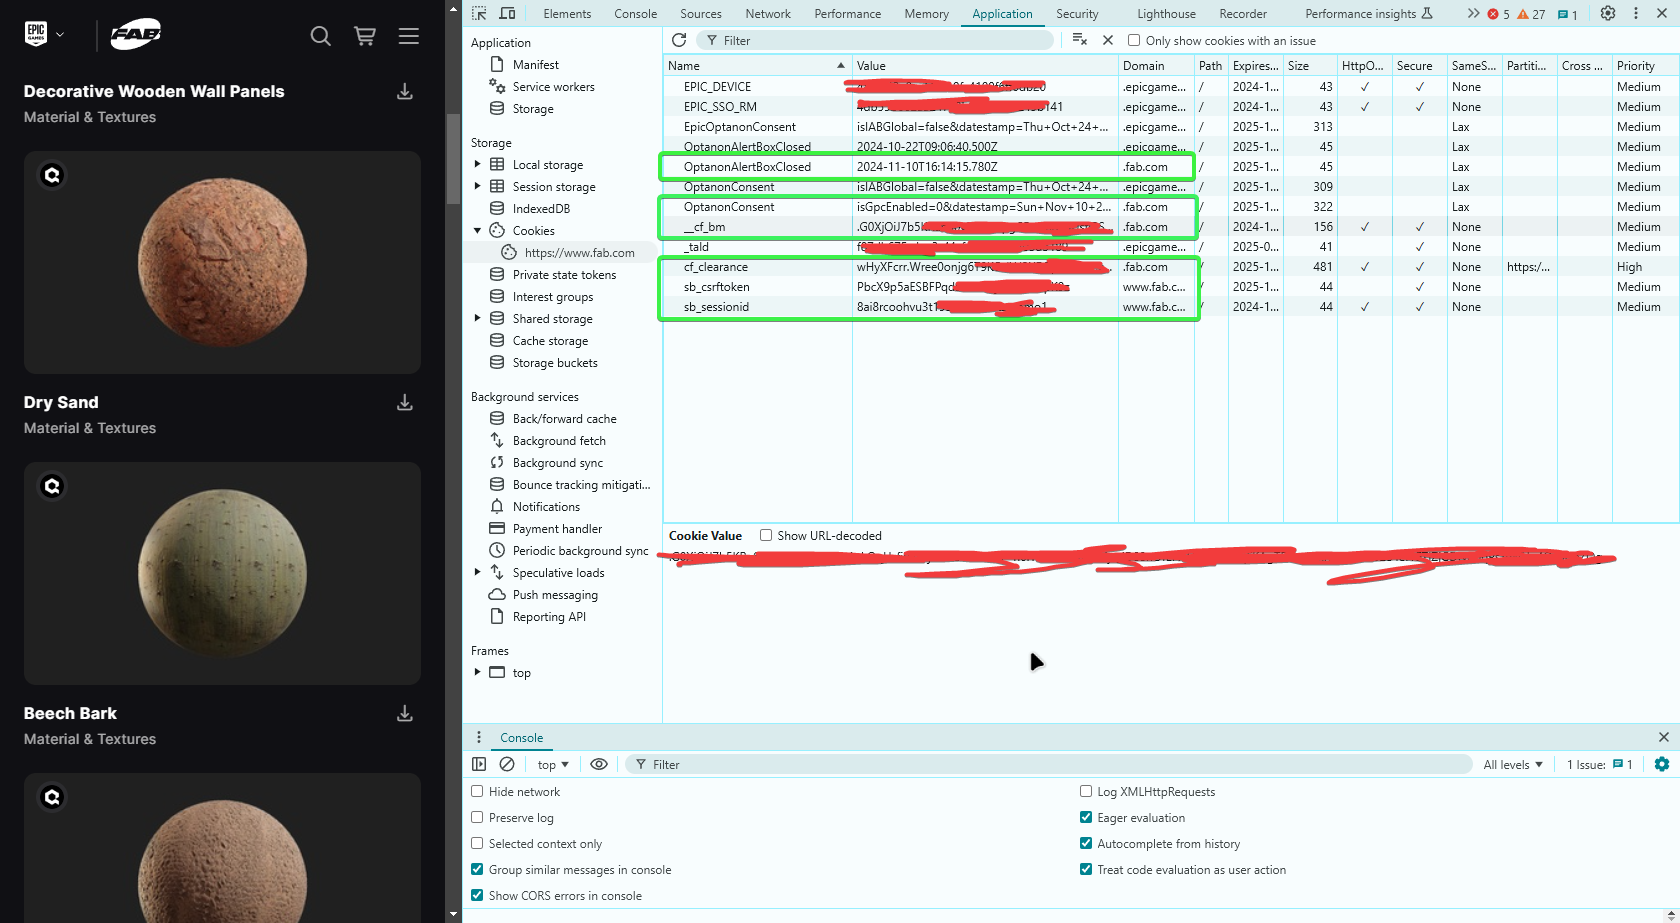 EPIC GAMES
FAB
Decorative Wooden Wall Panels
Material & Textures
Dry Sand
Material & Textures
Beech Bark
Material & Textures
Elements Console Sources Network Performance Memory Application Security Lighthouse Recorder Performance insights 5 27 1
Application
Manifest
Service workers
Storage
Storage
Local storage
Session storage
IndexedDB
Cookies
https://www.fab.com
Private state tokens
Interest groups
Shared storage
Cache storage
Storage buckets
Background services
Back/forward cache
Background fetch
Background sync
Bounce tracking mitigati...
Notifications
Payment handler
Periodic background sync
Speculative loads
Push messaging
Reporting API
Frames
top
Filter Only show cookies with an issue
Name Value Domain Path Expires... Size HttpO... Secure SameS... Partiti... Cross ... Priority
EPIC_DEVICE .epicgame... / 2024-1... 43 ✓ ✓ None Medium
EPIC_SSO_RM .epicgame... / 2024-1... 43 ✓ ✓ None Medium
EpicOptanonConsent isIABGlobal=false&datestamp=Thu+Oct+24+... .epicgame... / 2025-1... 313 Lax Medium
OptanonAlertBoxClosed 2024-10-22T09:06:40.500Z .epicgame... / 2025-1... 45 Lax Medium
OptanonAlertBoxClosed 2024-11-10T16:14:15.780Z .fab.com / 2025-1... 45 Lax Medium
OptanonConsent isIABGlobal=false&datestamp=Thu+Oct+24+... .epicgame... / 2025-1... 309 Lax Medium
OptanonConsent isGpcEnabled=0&datestamp=Sun+Nov+10+2... .fab.com / 2025-1... 322 Lax Medium
__cf_bm .fab.com / 2024-1... 156 ✓ ✓ None Medium
_tald .epicgame... / 2025-0... 41 ✓ None Medium
cf_clearance .fab.com / 2025-1... 481 ✓ ✓ None https:/... High
sb_csrftoken www.fab.c... / 2025-1... 44 ✓ None Medium
sb_sessionid www.fab.c... / 2024-1... 44 ✓ ✓ None Medium
Cookie Value Show URL-decoded
Console
top Filter All levels 1 Issue: 1
Hide network
Preserve log
Selected context only
Group similar messages in console
Show CORS errors in console
Log XMLHttpRequests
Eager evaluation
Autocomplete from history
Treat code evaluation as user action